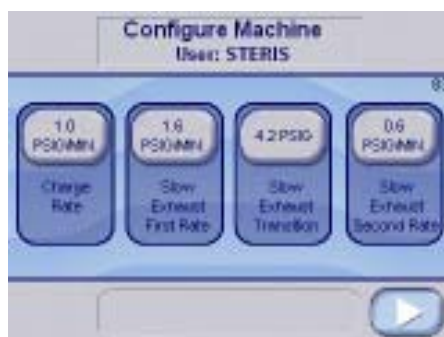 Configure Machine
User: STERIS
1.0
PSIG/MIN
1.6
PSIG/MIN
4.2 PSIG
0.6
PSIG/MIN
Charge
Rate
Slow
Exhaust
First Rate
Slow
Exhaust
Transition
Slow
Exhaust
Second Rate